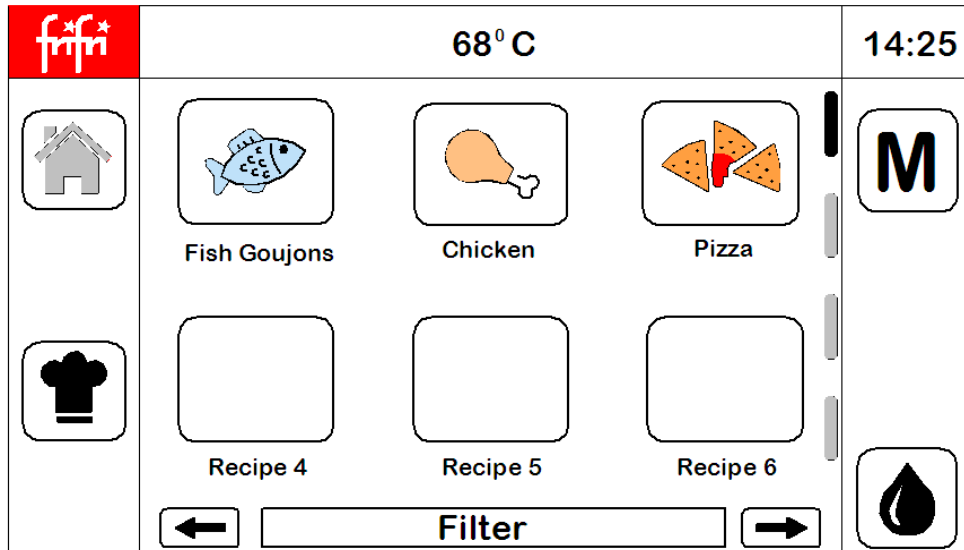 frifri
68⁰ C
14:25
M
Fish Goujons
Chicken
Pizza
Recipe 4
Recipe 5
Recipe 6
Filter